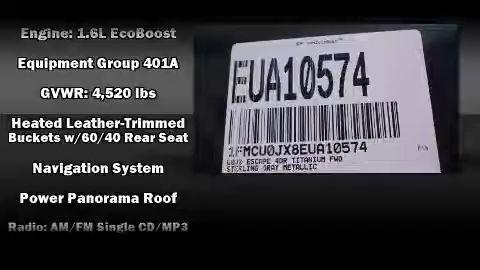 Engine: 1.6L EcoBoost
Equipment Group 401A
GVWR: 4,520 lbs
Heated Leather-Trimmed
Buckets w/60/40 Rear Seat
Navigation System
Power Panorama Roof
Radio: AM/FM Single CD/MP3
EUA10574
1FMCU0JX8EUA10574
U0J0 ESCAPE 4DR TITANIUM FWD
STERLING GRAY METALLIC